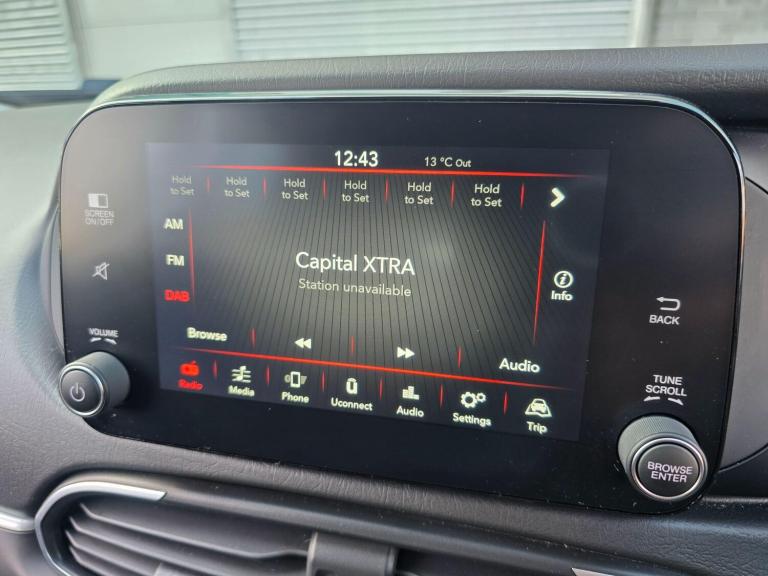 12:43
13 °C Out
Hold to Set
Hold to Set
Hold to Set
Hold to Set
Hold to Set
Hold to Set
SCREEN
ON/OFF
AM
FM
DAB
Capital XTRA
Station unavailable
Info
BACK
VOLUME
Browse
Audio
Radio
Media
Phone
Uconnect
Audio
Settings
Trip
TUNE
SCROLL
BROWSE
ENTER